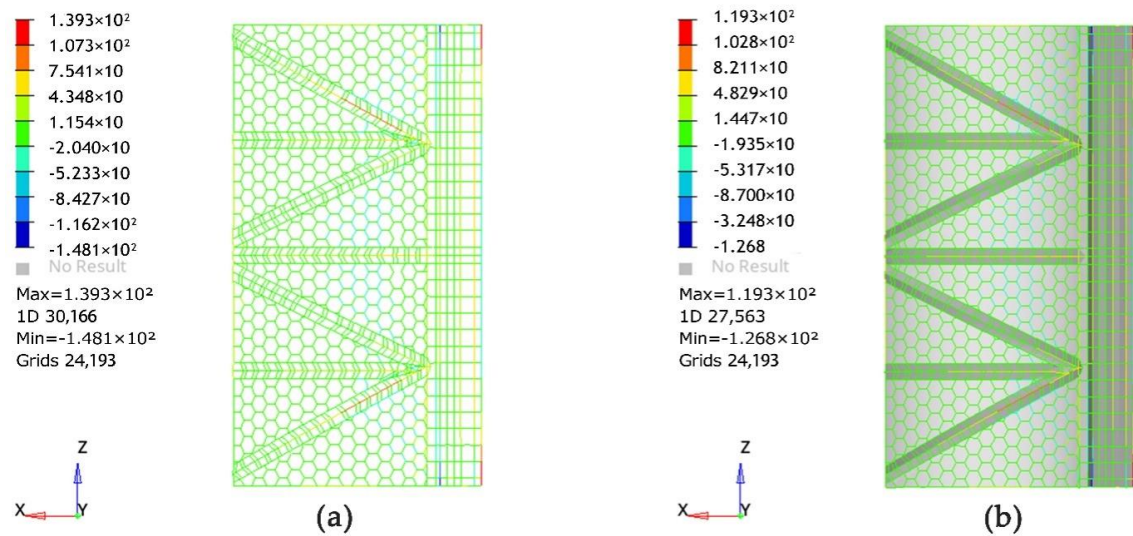 1.393×10²
1.073×10²
7.541×10
4.348×10
1.154×10
-2.040×10
-5.233×10
-8.427×10
-1.162×10²
-1.481×10²
No Result
Max=1.393×10²
1D 30,166
Min=-1.481×10²
Grids 24,193
Z
X
Y
(a)
1.193×10²
1.028×10²
8.211×10
4.829×10
1.447×10
-1.935×10
-5.317×10
-8.700×10
-3.248×10
-1.268
No Result
Max=1.193×10²
1D 27,563
Min=-1.268×10²
Grids 24,193
Z
X
Y
(b)